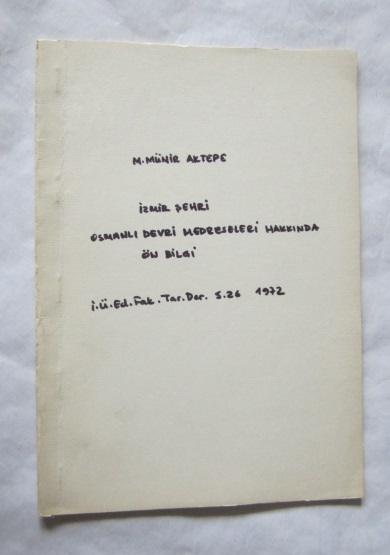 M. MÜNİR AKTEPE
İZMİR ŞEHRİ
OSMANLI DEVRİ MEDRESELERİ HAKKINDA
ÖN BİLGİ
İ.Ü.Ed.Fak.Tar.Der. S.26 1972